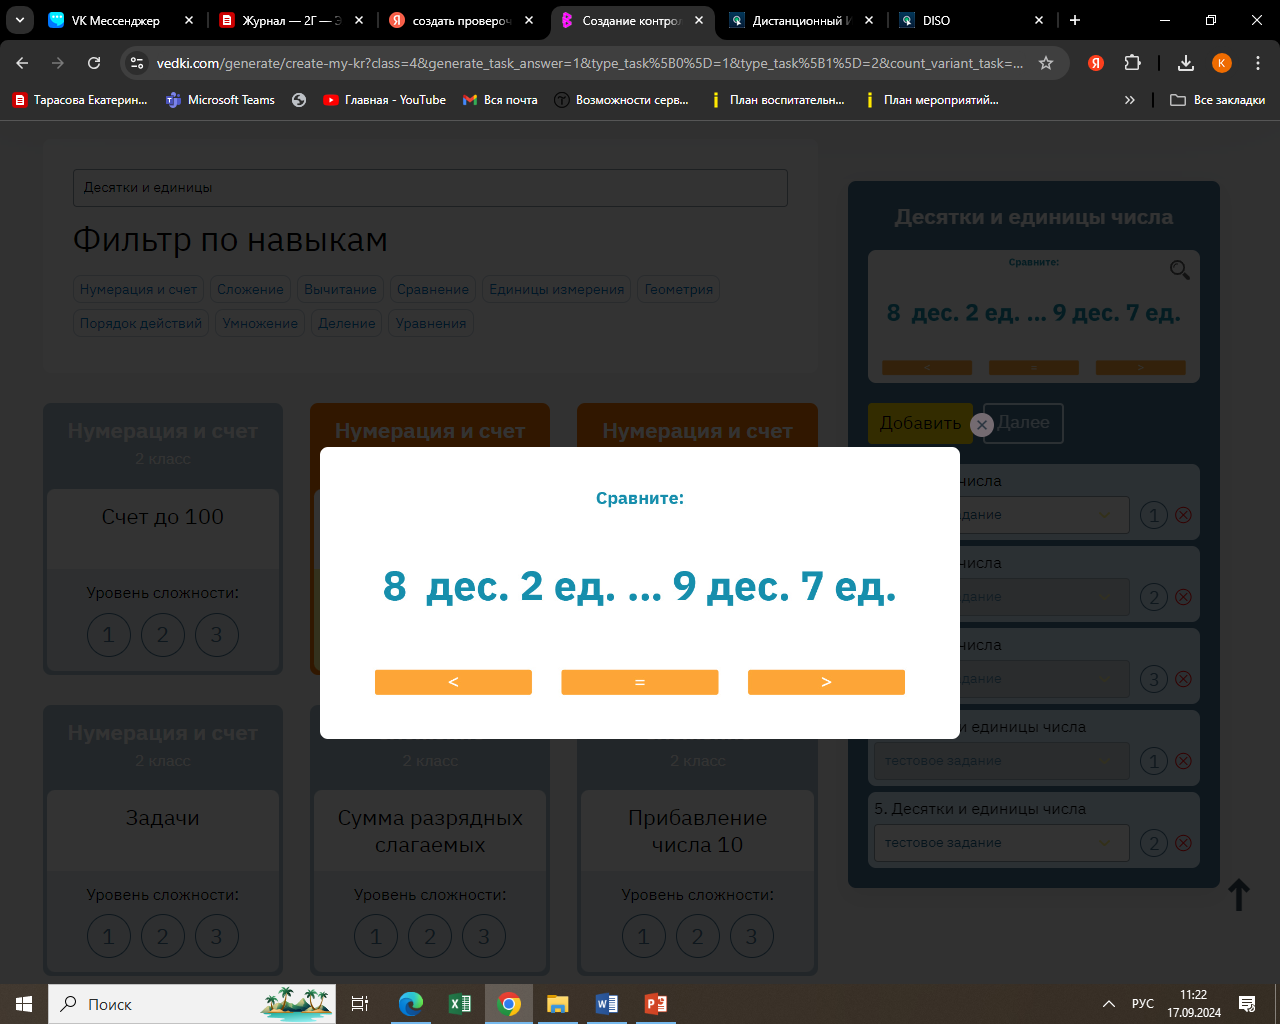 VK Мессенджер
Журнал — 2Г — Э
создать провероч
Создание контрол
Дистанционный И
DISO
vedki.com/generate/create-my-kr?class=4&generate_task_answer=1&type_task%5B0%5D=1&type_task%5B1%5D=2&count_variant_task=...
К
Тарасова Екатерин...
Microsoft Teams
Главная - YouTube
Вся почта
Возможности серв...
План воспитательн...
План мероприятий...
»
Все закладки
Десятки и единицы
Фильтр по навыкам
Нумерация и счет
Сложение
Вычитание
Сравнение
Единицы измерения
Геометрия
Порядок действий
Умножение
Деление
Уравнения
Десятки и единицы числа
Сравните:
8 дес. 2 ед. ... 9 дес. 7 ед.
< = >
Добавить
Далее
Нумерация и счет
2 класс
Счет до 100
Уровень сложности:
1 2 3
Нумерация и счет
Нумерация и счет
Сравните:
8 дес. 2 ед. ... 9 дес. 7 ед.
< = >
числа
адание
1
числа
адание
2
числа
адание
3
и единицы числа
тестовое задание
1
5. Десятки и единицы числа
тестовое задание
2
Нумерация и счет
2 класс
Задачи
Уровень сложности:
1 2 3
2 класс
Сумма разрядных
слагаемых
Уровень сложности:
1 2 3
2 класс
Прибавление
числа 10
Уровень сложности:
1 2 3
Поиск
РУС
11:22
17.09.2024